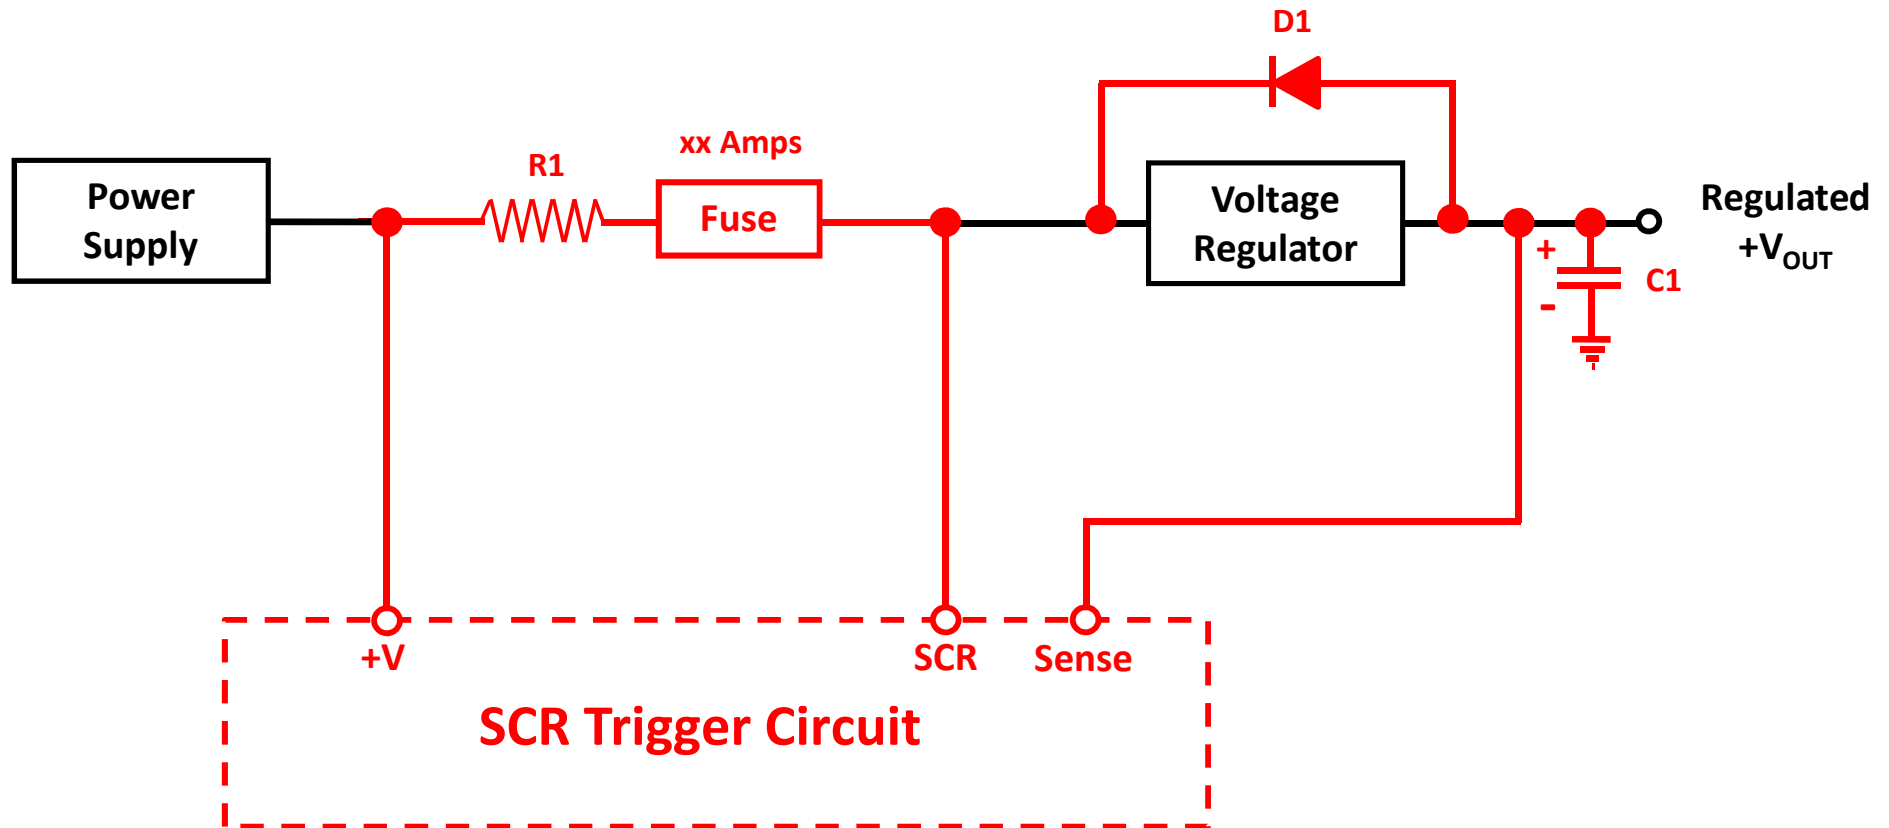 D1
xx Amps
R1
Power
Supply
Fuse
Voltage
Regulator
Regulated
+VOUT
+
-
C1
+V
SCR
Sense
SCR Trigger Circuit